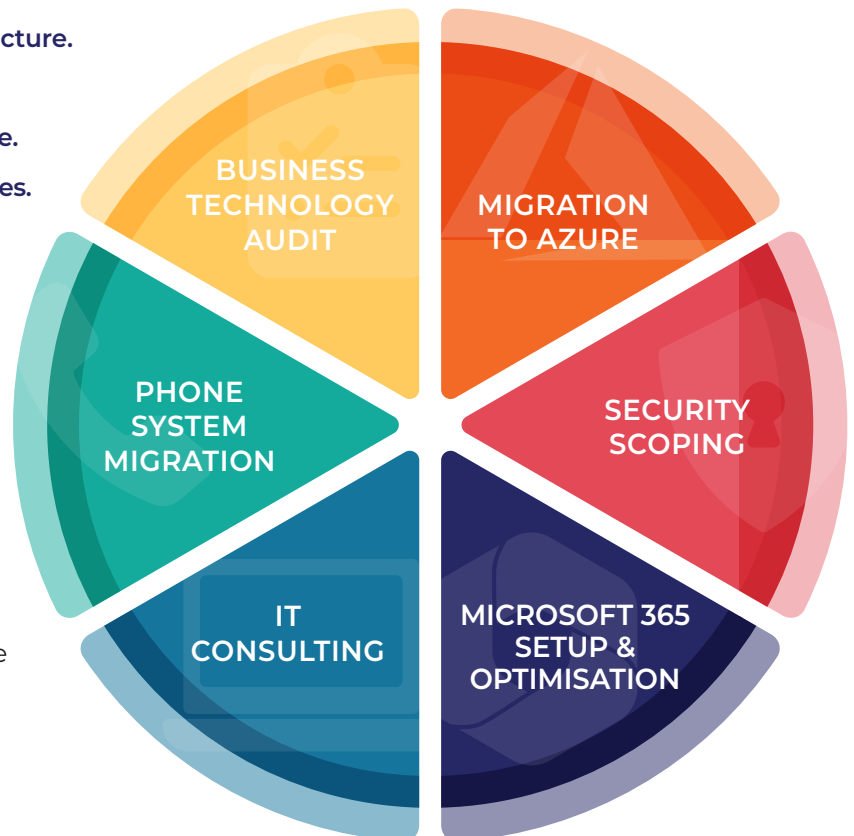 cture.
e.
es.
BUSINESS
TECHNOLOGY
AUDIT
MIGRATION
TO AZURE
PHONE
SYSTEM
MIGRATION
SECURITY
SCOPING
IT
CONSULTING
MICROSOFT 365
SETUP &
OPTIMISATION
e